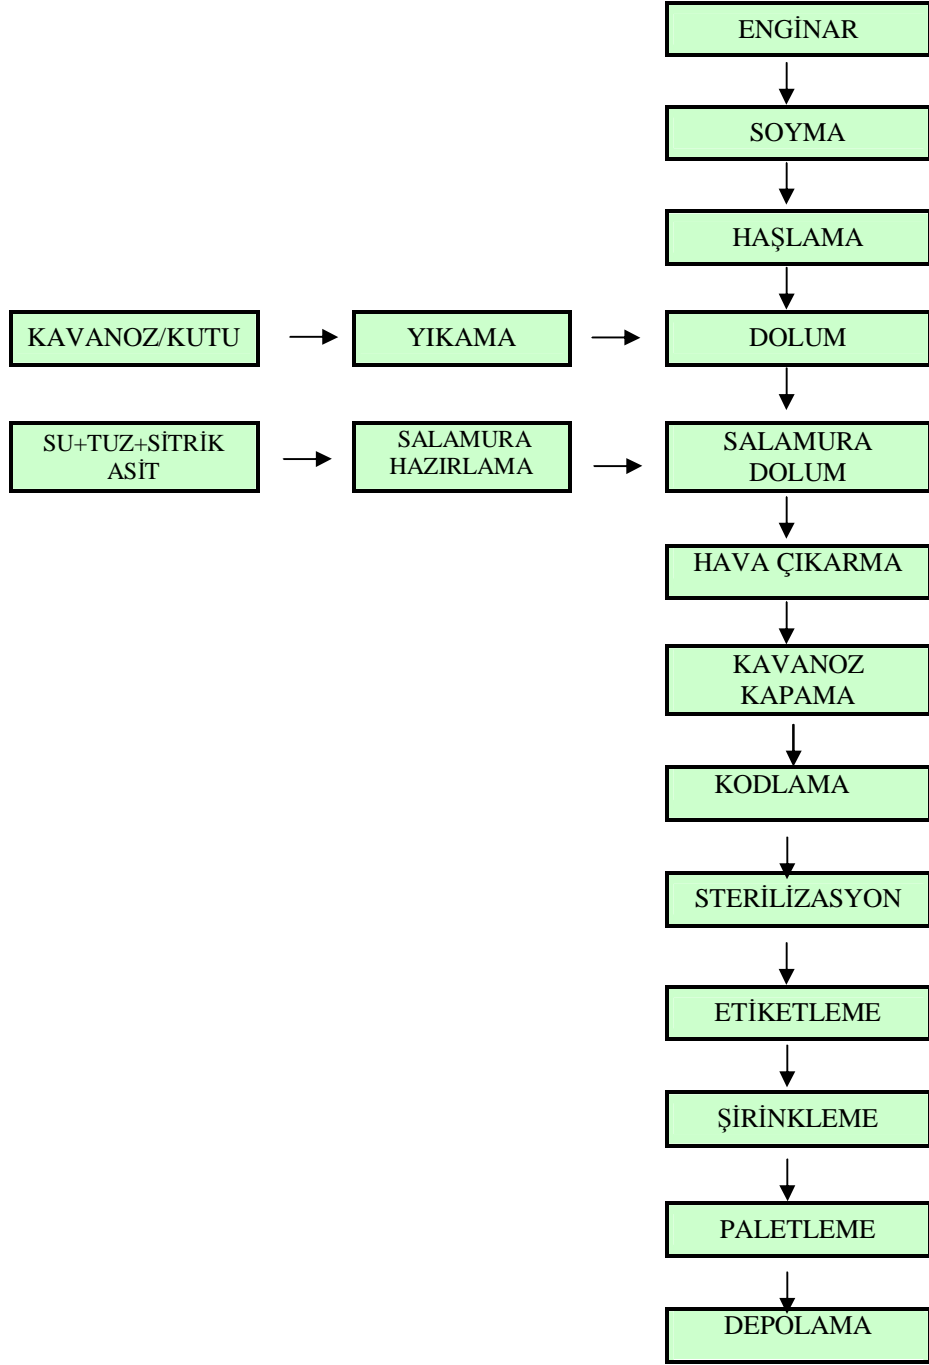 ENGİNAR
SOYMA
HAŞLAMA
KAVANOZ/KUTU
YIKAMA
DOLUM
SU+TUZ+SİTRİK
ASİT
SALAMURA
HAZIRLAMA
SALAMURA
DOLUM
HAVA ÇIKARMA
KAVANOZ
KAPAMA
KODLAMA
STERİLİZASYON
ETİKETLEME
ŞİRİNKLEME
PALETLEME
DEPOLAMA